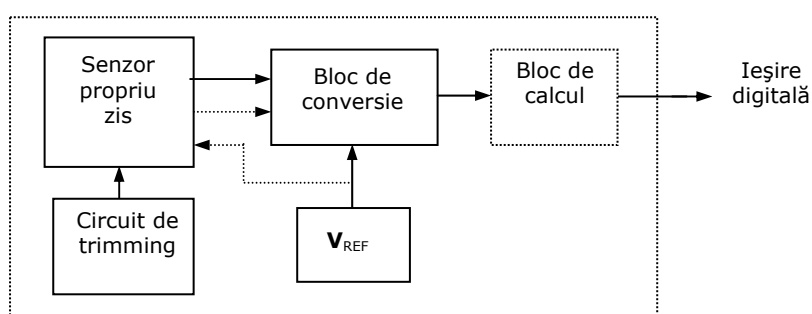 Senzor
propriu
zis
Bloc de
conversie
Bloc de
calcul
Ieşire
digitală
Circuit de
trimming
VREF